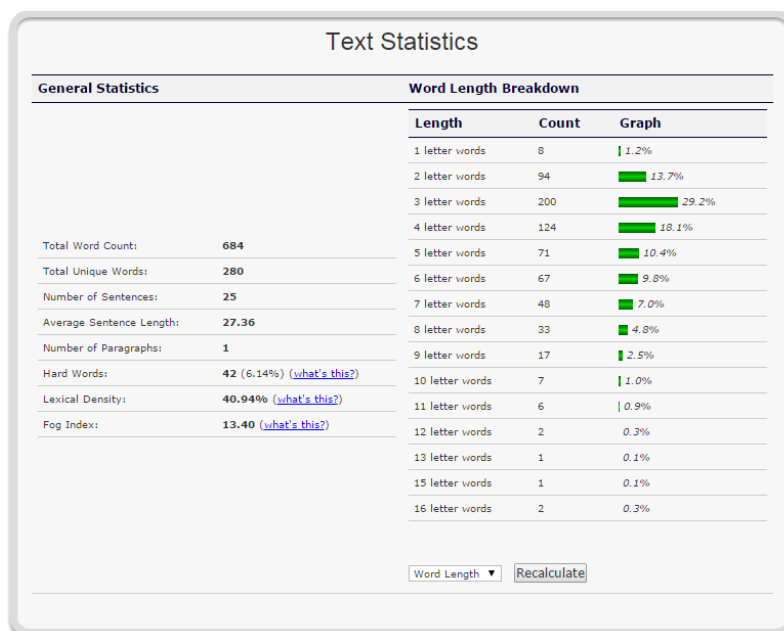 Text Statistics
General Statistics
Total Word Count: 684
Total Unique Words: 280
Number of Sentences: 25
Average Sentence Length: 27.36
Number of Paragraphs: 1
Hard Words: 42 (6.14%) (what's this?)
Lexical Density: 40.94% (what's this?)
Fog Index: 13.40 (what's this?)
Word Length Breakdown
Length Count Graph
1 letter words 8 1.2%
2 letter words 94 13.7%
3 letter words 200 29.2%
4 letter words 124 18.1%
5 letter words 71 10.4%
6 letter words 67 9.8%
7 letter words 48 7.0%
8 letter words 33 4.8%
9 letter words 17 2.5%
10 letter words 7 1.0%
11 letter words 6 0.9%
12 letter words 2 0.3%
13 letter words 1 0.1%
15 letter words 1 0.1%
16 letter words 2 0.3%
Word Length ▼ Recalculate